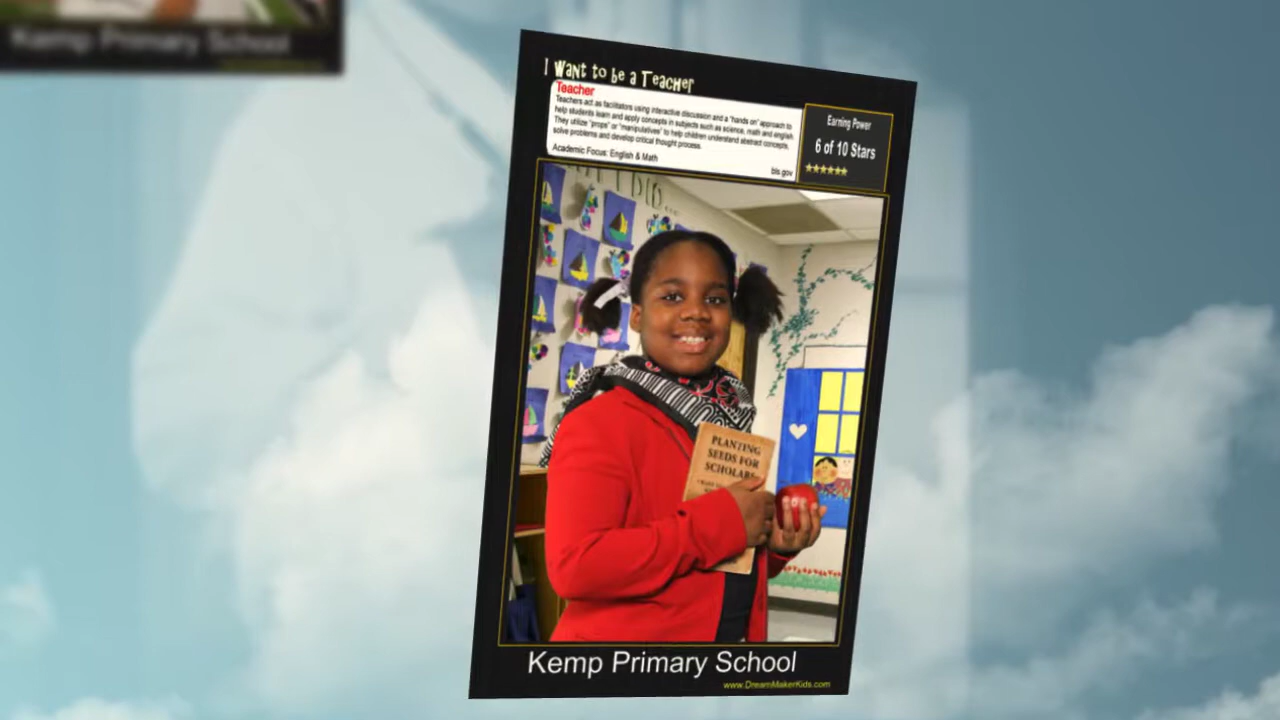 Kemp Primary School
I Want to be a Teacher
Teacher
Teachers act as facilitators using interactive discussion and a "hands on" approach to
help students learn and apply concepts in subjects such as science, math and english.
They utilize "props" or "manipulatives" to help children understand abstract concepts,
solve problems and develop critical thought process.
Academic Focus: English & Math
bls.gov
Earning Power
6 of 10 Stars
I DID...
PLANTING
SEEDS FOR
SCHOLARS
Kemp Primary School
www.DreamMakerKids.com